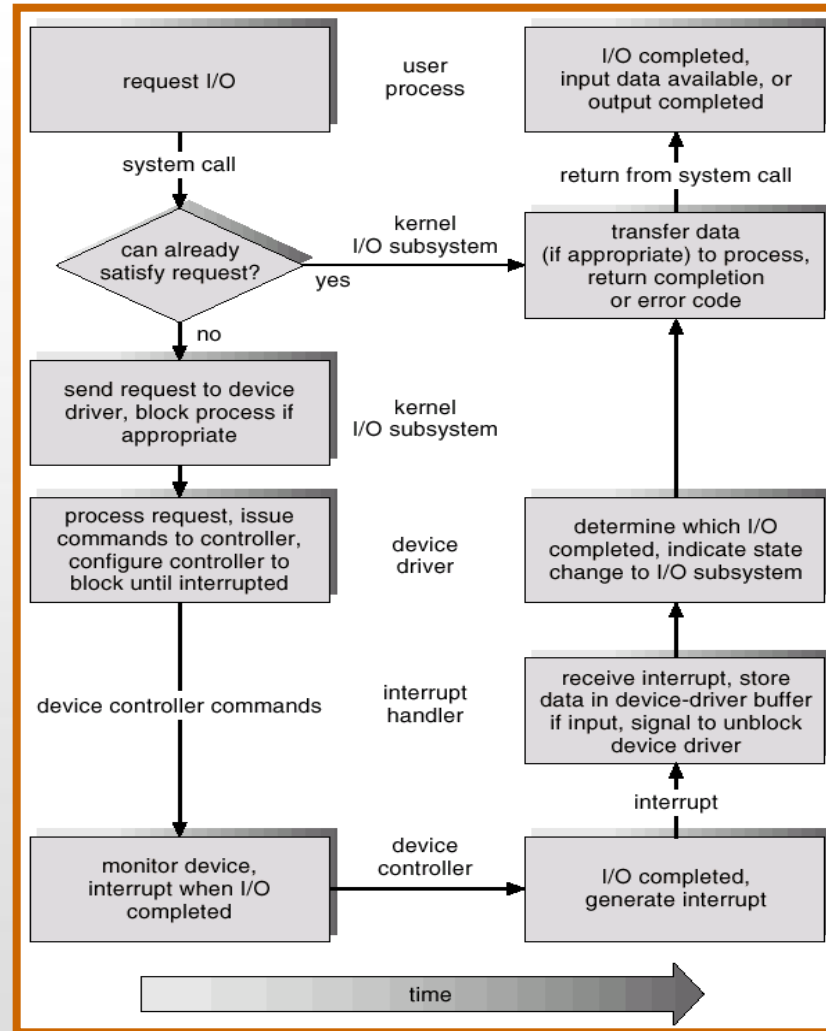 request I/O
user
process
I/O completed,
input data available, or
output completed
system call
return from system call
can already
satisfy request?
kernel
I/O subsystem
yes
transfer data
(if appropriate) to process,
return completion
or error code
no
send request to device
driver, block process if
appropriate
kernel
I/O subsystem
process request, issue
commands to controller,
configure controller to
block until interrupted
device
driver
determine which I/O
completed, indicate state
change to I/O subsystem
device controller commands
interrupt
handler
receive interrupt, store
data in device-driver buffer
if input, signal to unblock
device driver
interrupt
monitor device,
interrupt when I/O
completed
device
controller
I/O completed,
generate interrupt
time